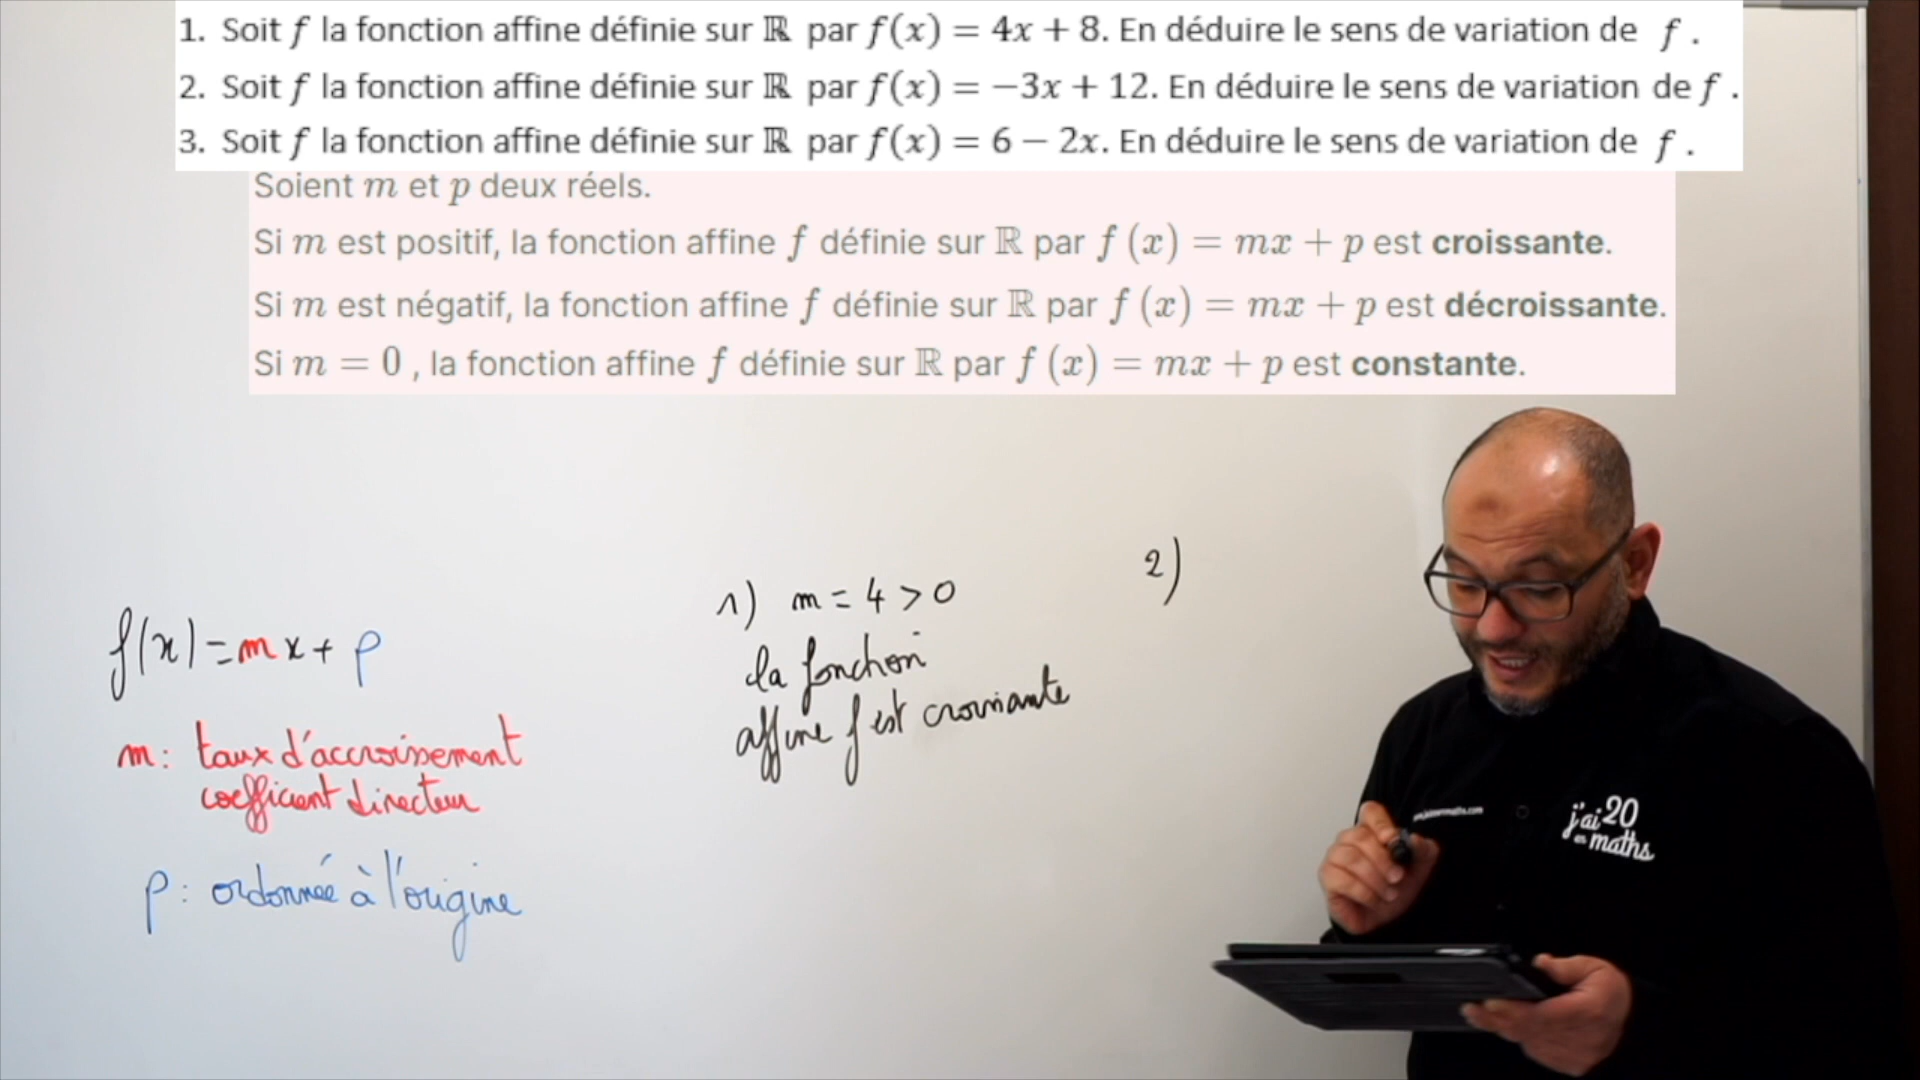 1. Soit f la fonction affine définie sur ℝ par f(x) = 4x + 8. En déduire le sens de variation de f .
2. Soit f la fonction affine définie sur ℝ par f(x) = −3x + 12. En déduire le sens de variation de f .
3. Soit f la fonction affine définie sur ℝ par f(x) = 6 − 2x. En déduire le sens de variation de f .
Soient m et p deux réels.
Si m est positif, la fonction affine f définie sur ℝ par f (x) = mx + p est croissante.
Si m est négatif, la fonction affine f définie sur ℝ par f (x) = mx + p est décroissante.
Si m = 0 , la fonction affine f définie sur ℝ par f (x) = mx + p est constante.
f(x) = mx + p
m : taux d'accroissement
coefficient directeur
p : ordonnée à l'origine
1) m = 4 > 0
la fonction
affine f est croissante
2)
j'ai 20
en maths